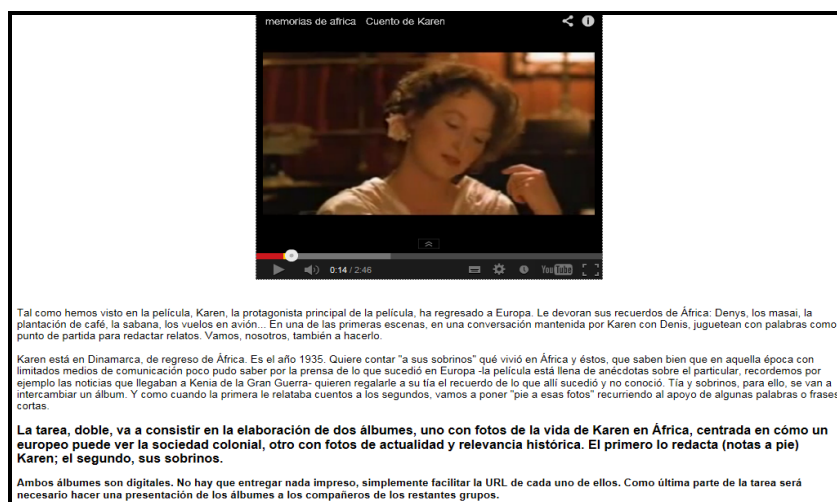 memorias de africa Cuento de Karen
0:14 / 2:46
YouTube
Tal como hemos visto en la película, Karen, la protagonista principal de la película, ha regresado a Europa. Le devoran sus recuerdos de África: Denys, los masai, la
plantación de café, la sabana, los vuelos en avión... En una de las primeras escenas, en una conversación mantenida por Karen con Denis, juguetean con palabras como
punto de partida para redactar relatos. Vamos, nosotros, también a hacerlo.
Karen está en Dinamarca, de regreso de África. Es el año 1935. Quiere contar "a sus sobrinos" qué vivió en África y éstos, que saben bien que en aquella época con
limitados medios de comunicación poco pudo saber por la prensa de lo que sucedió en Europa -la película está llena de anécdotas sobre el particular, recordemos por
ejemplo las noticias que llegaban a Kenia de la Gran Guerra- quieren regalarle a su tía el recuerdo de lo que allí sucedió y no conoció. Tía y sobrinos, para ello, se van a
intercambiar un álbum. Y como cuando la primera le relataba cuentos a los segundos, vamos a poner "pie a esas fotos" recurriendo al apoyo de algunas palabras o frases
cortas.
La tarea, doble, va a consistir en la elaboración de dos álbumes, uno con fotos de la vida de Karen en África, centrada en cómo un
europeo puede ver la sociedad colonial, otro con fotos de actualidad y relevancia histórica. El primero lo redacta (notas a pie)
Karen; el segundo, sus sobrinos.
Ambos álbumes son digitales. No hay que entregar nada impreso, simplemente facilitar la URL de cada uno de ellos. Como última parte de la tarea será
necesario hacer una presentación de los álbumes a los compañeros de los restantes grupos.